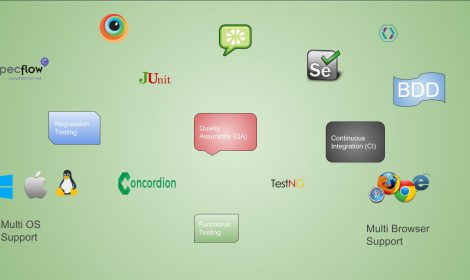 pecflow
cucumber for .net
JUnit
Se
BDD
Regression
Testing
Quality
Assurance (QA)
Continuous
Integration (CI)
Concordion
TestNG
Multi OS
Support
Functional
Testing
Multi Browser
Support